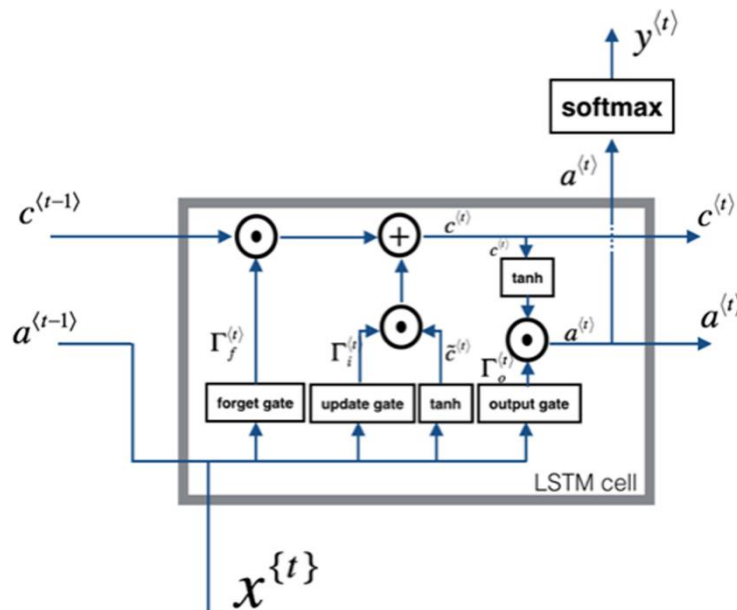 y⟨t⟩
softmax
a⟨t⟩
c⟨t−1⟩
c⟨t⟩
c⟨t⟩
c⟨t⟩
tanh
a⟨t−1⟩
Γf⟨t⟩
Γi⟨t⟩
c̃⟨t⟩
Γo⟨t⟩
a⟨t⟩
a⟨t⟩
forget gate
update gate
tanh
output gate
LSTM cell
x{t}